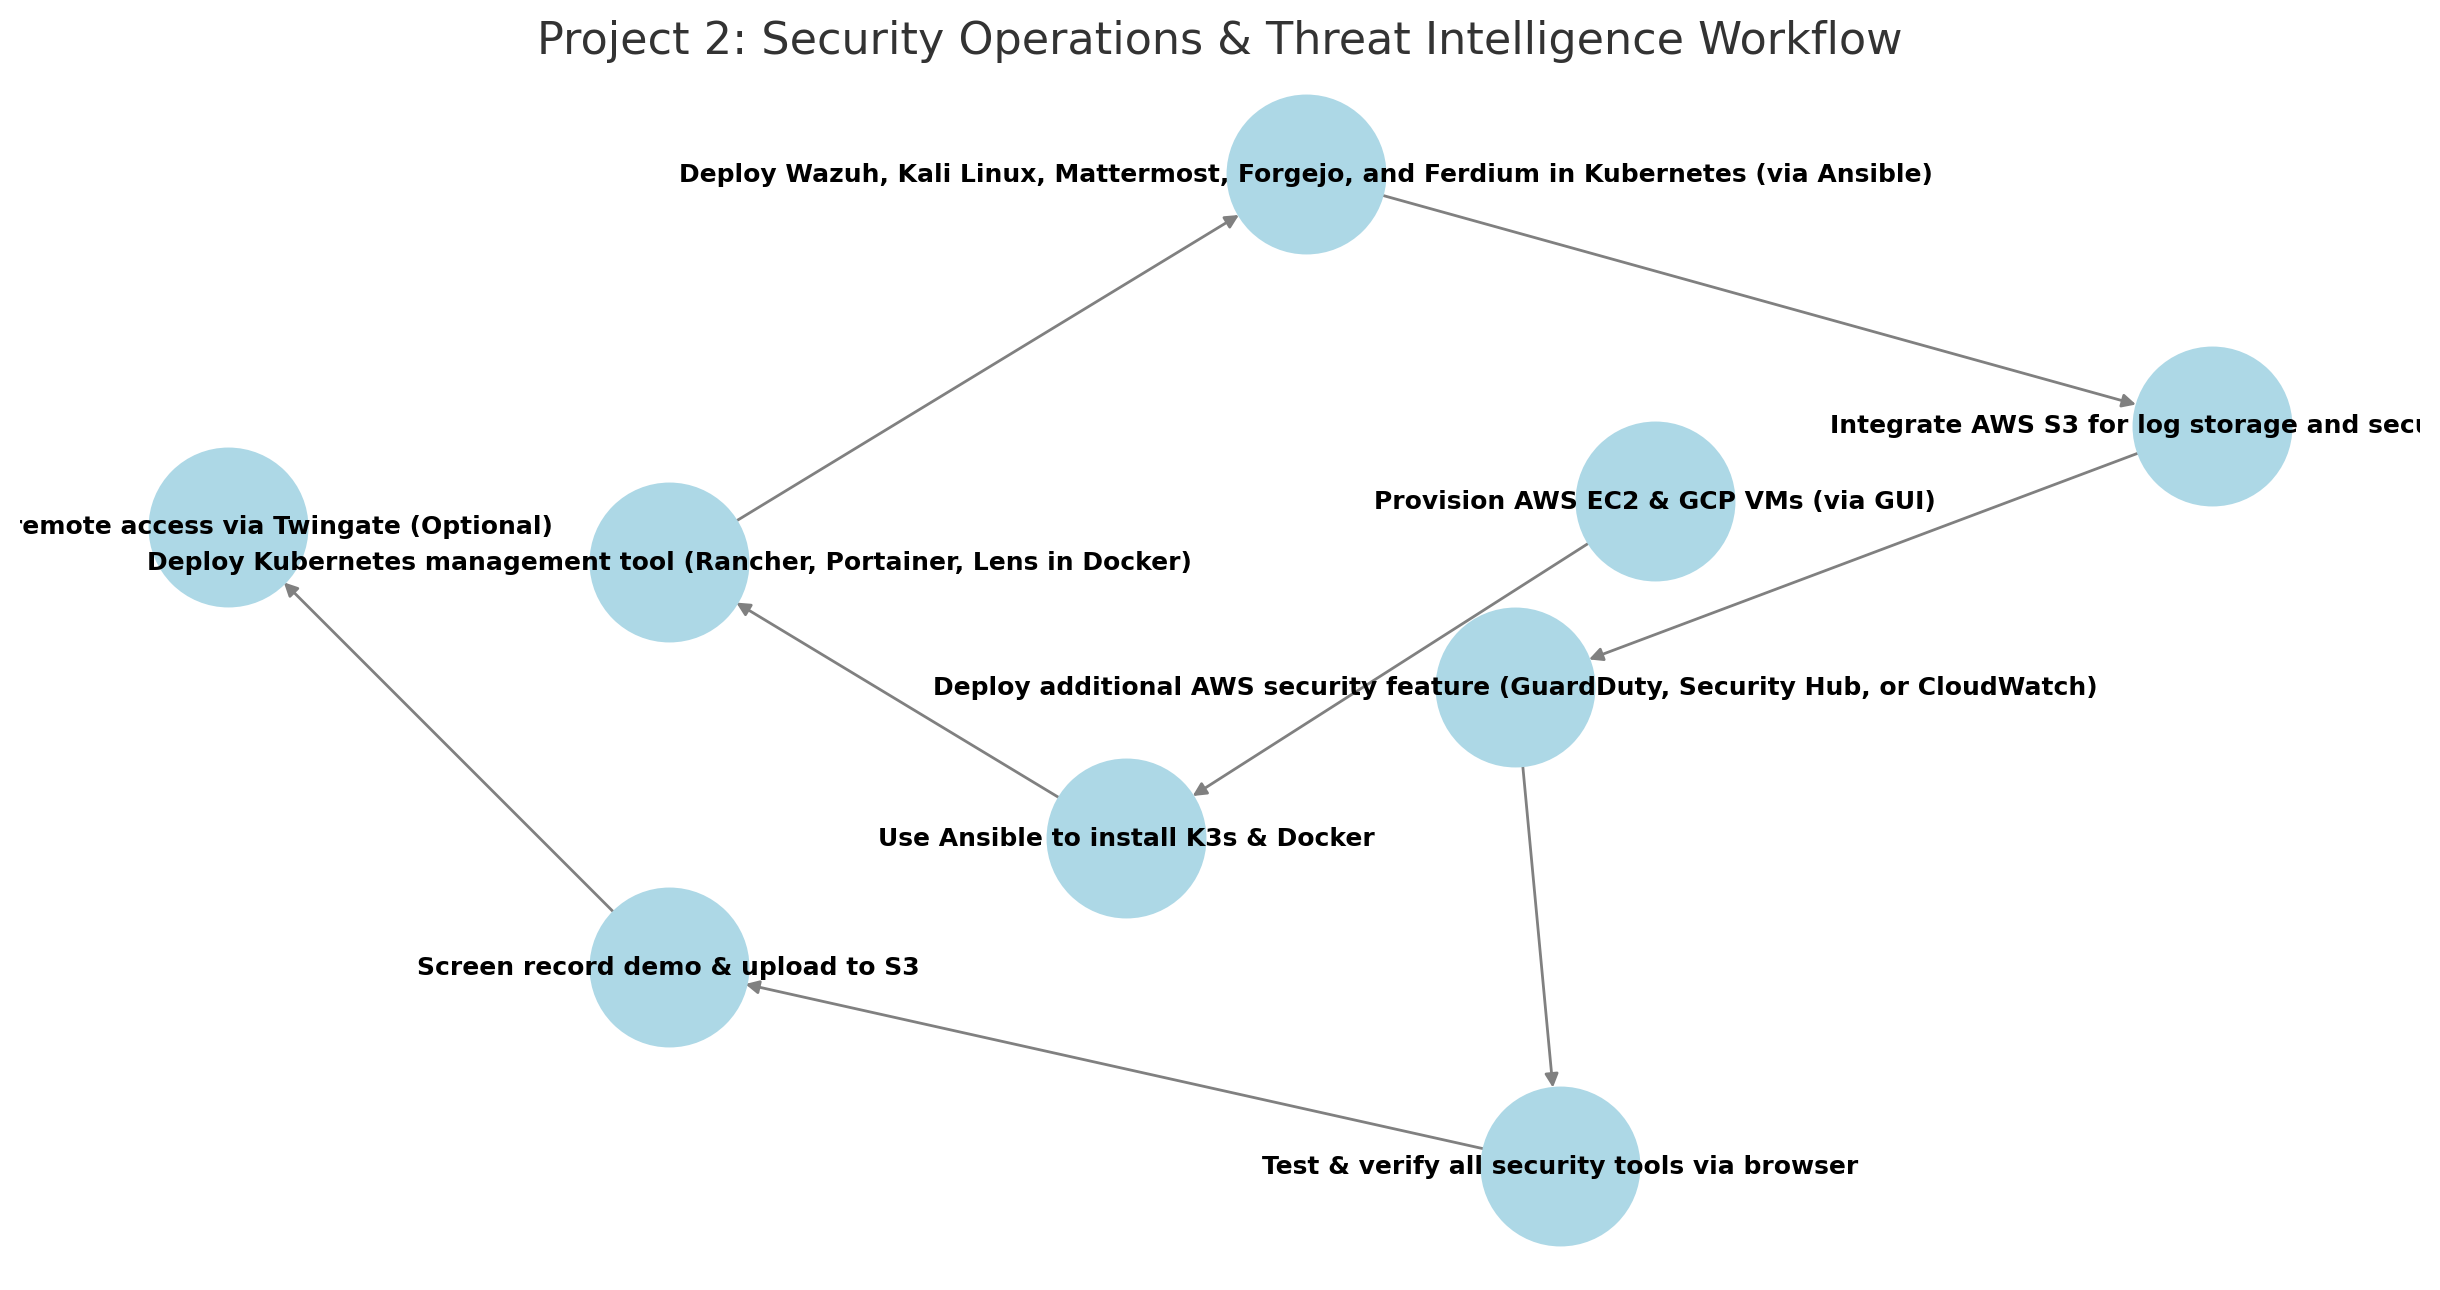 Project 2: Security Operations & Threat Intelligence Workflow
Deploy Wazuh, Kali Linux, Mattermost, Forgejo, and Ferdium in Kubernetes (via Ansible)
Integrate AWS S3 for log storage and
Provision AWS EC2 & GCP VMs (via GUI)
remote access via Twingate (Optional)
Deploy Kubernetes management tool (Rancher, Portainer, Lens in Docker)
Deploy additional AWS security feature (GuardDuty, Security Hub, or CloudWatch)
Use Ansible to install K3s & Docker
Screen record demo & upload to S3
Test & verify all security tools via browser